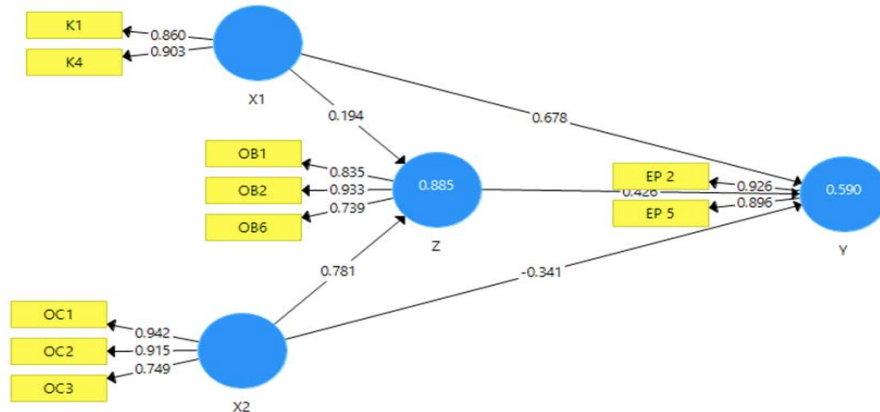 K1
0.860
K4
0.903
X1
0.194
0.678
OB1
0.835
OB2
0.933
OB6
0.739
0.885
Z
EP 2
0.926
0.426
EP 5
0.896
0.590
Y
0.781
-0.341
OC1
0.942
OC2
0.915
OC3
0.749
X2